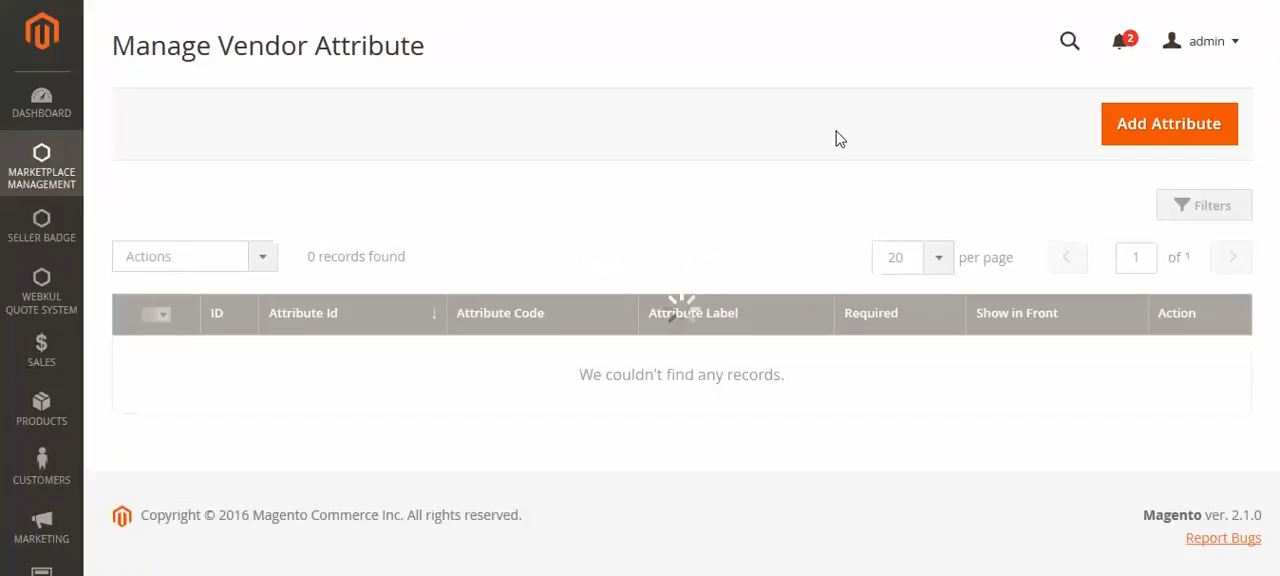 Manage Vendor Attribute
2
admin
DASHBOARD
MARKETPLACE
MANAGEMENT
SELLER BADGE
WEBKUL
QUOTE SYSTEM
SALES
PRODUCTS
CUSTOMERS
MARKETING
Add Attribute
Filters
Actions
0 records found
20
per page
1
of 1
ID
Attribute Id
↓
Attribute Code
Attribute Label
Required
Show in Front
Action
We couldn't find any records.
Copyright © 2016 Magento Commerce Inc. All rights reserved.
Magento ver. 2.1.0
Report Bugs